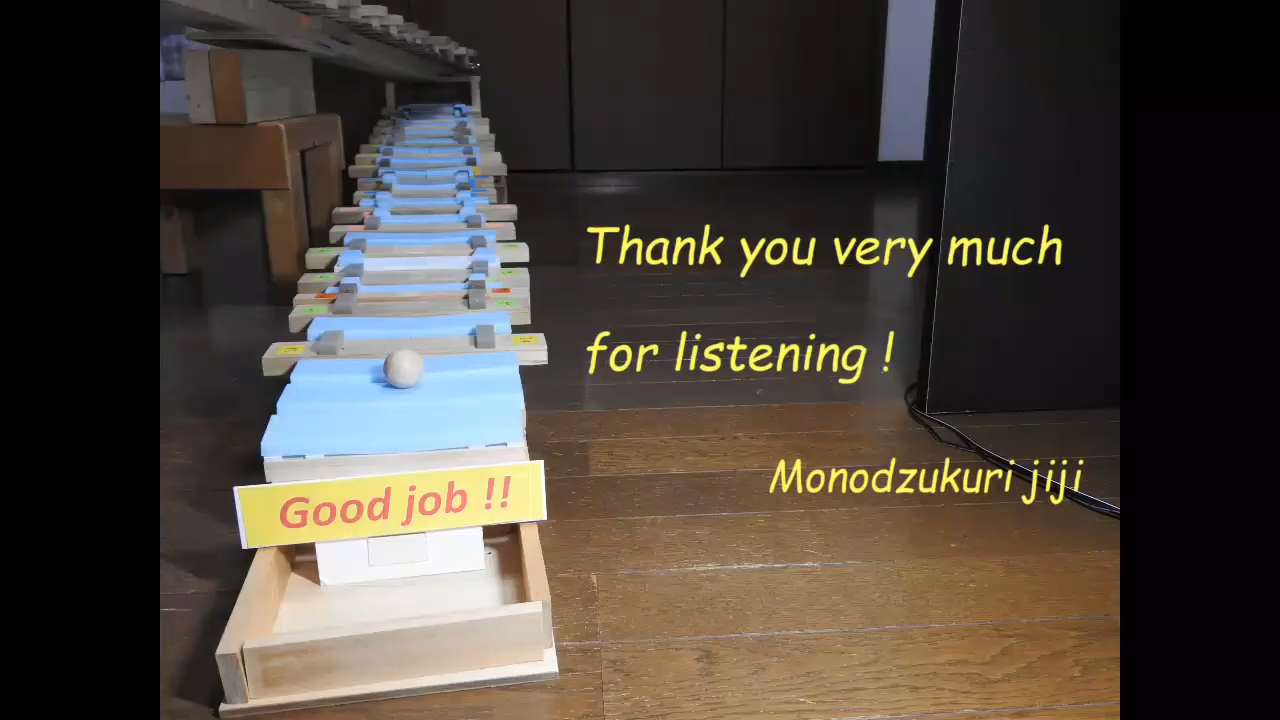 Thank you very much
for listening !
Monodzukuri jiji
Good job !!